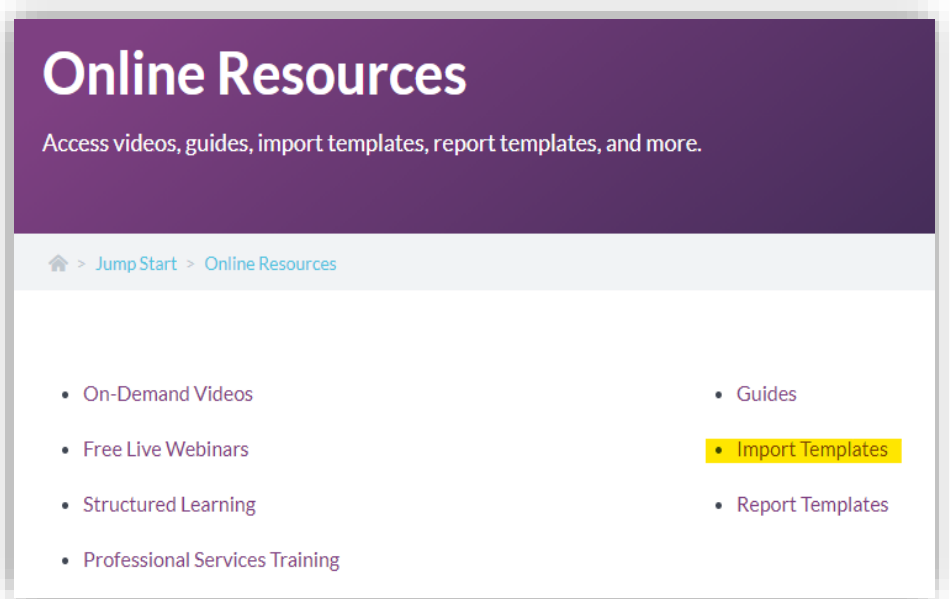 Online Resources
Access videos, guides, import templates, report templates, and more.
> Jump Start > Online Resources
• On-Demand Videos
• Free Live Webinars
• Structured Learning
• Professional Services Training
• Guides
• Import Templates
• Report Templates